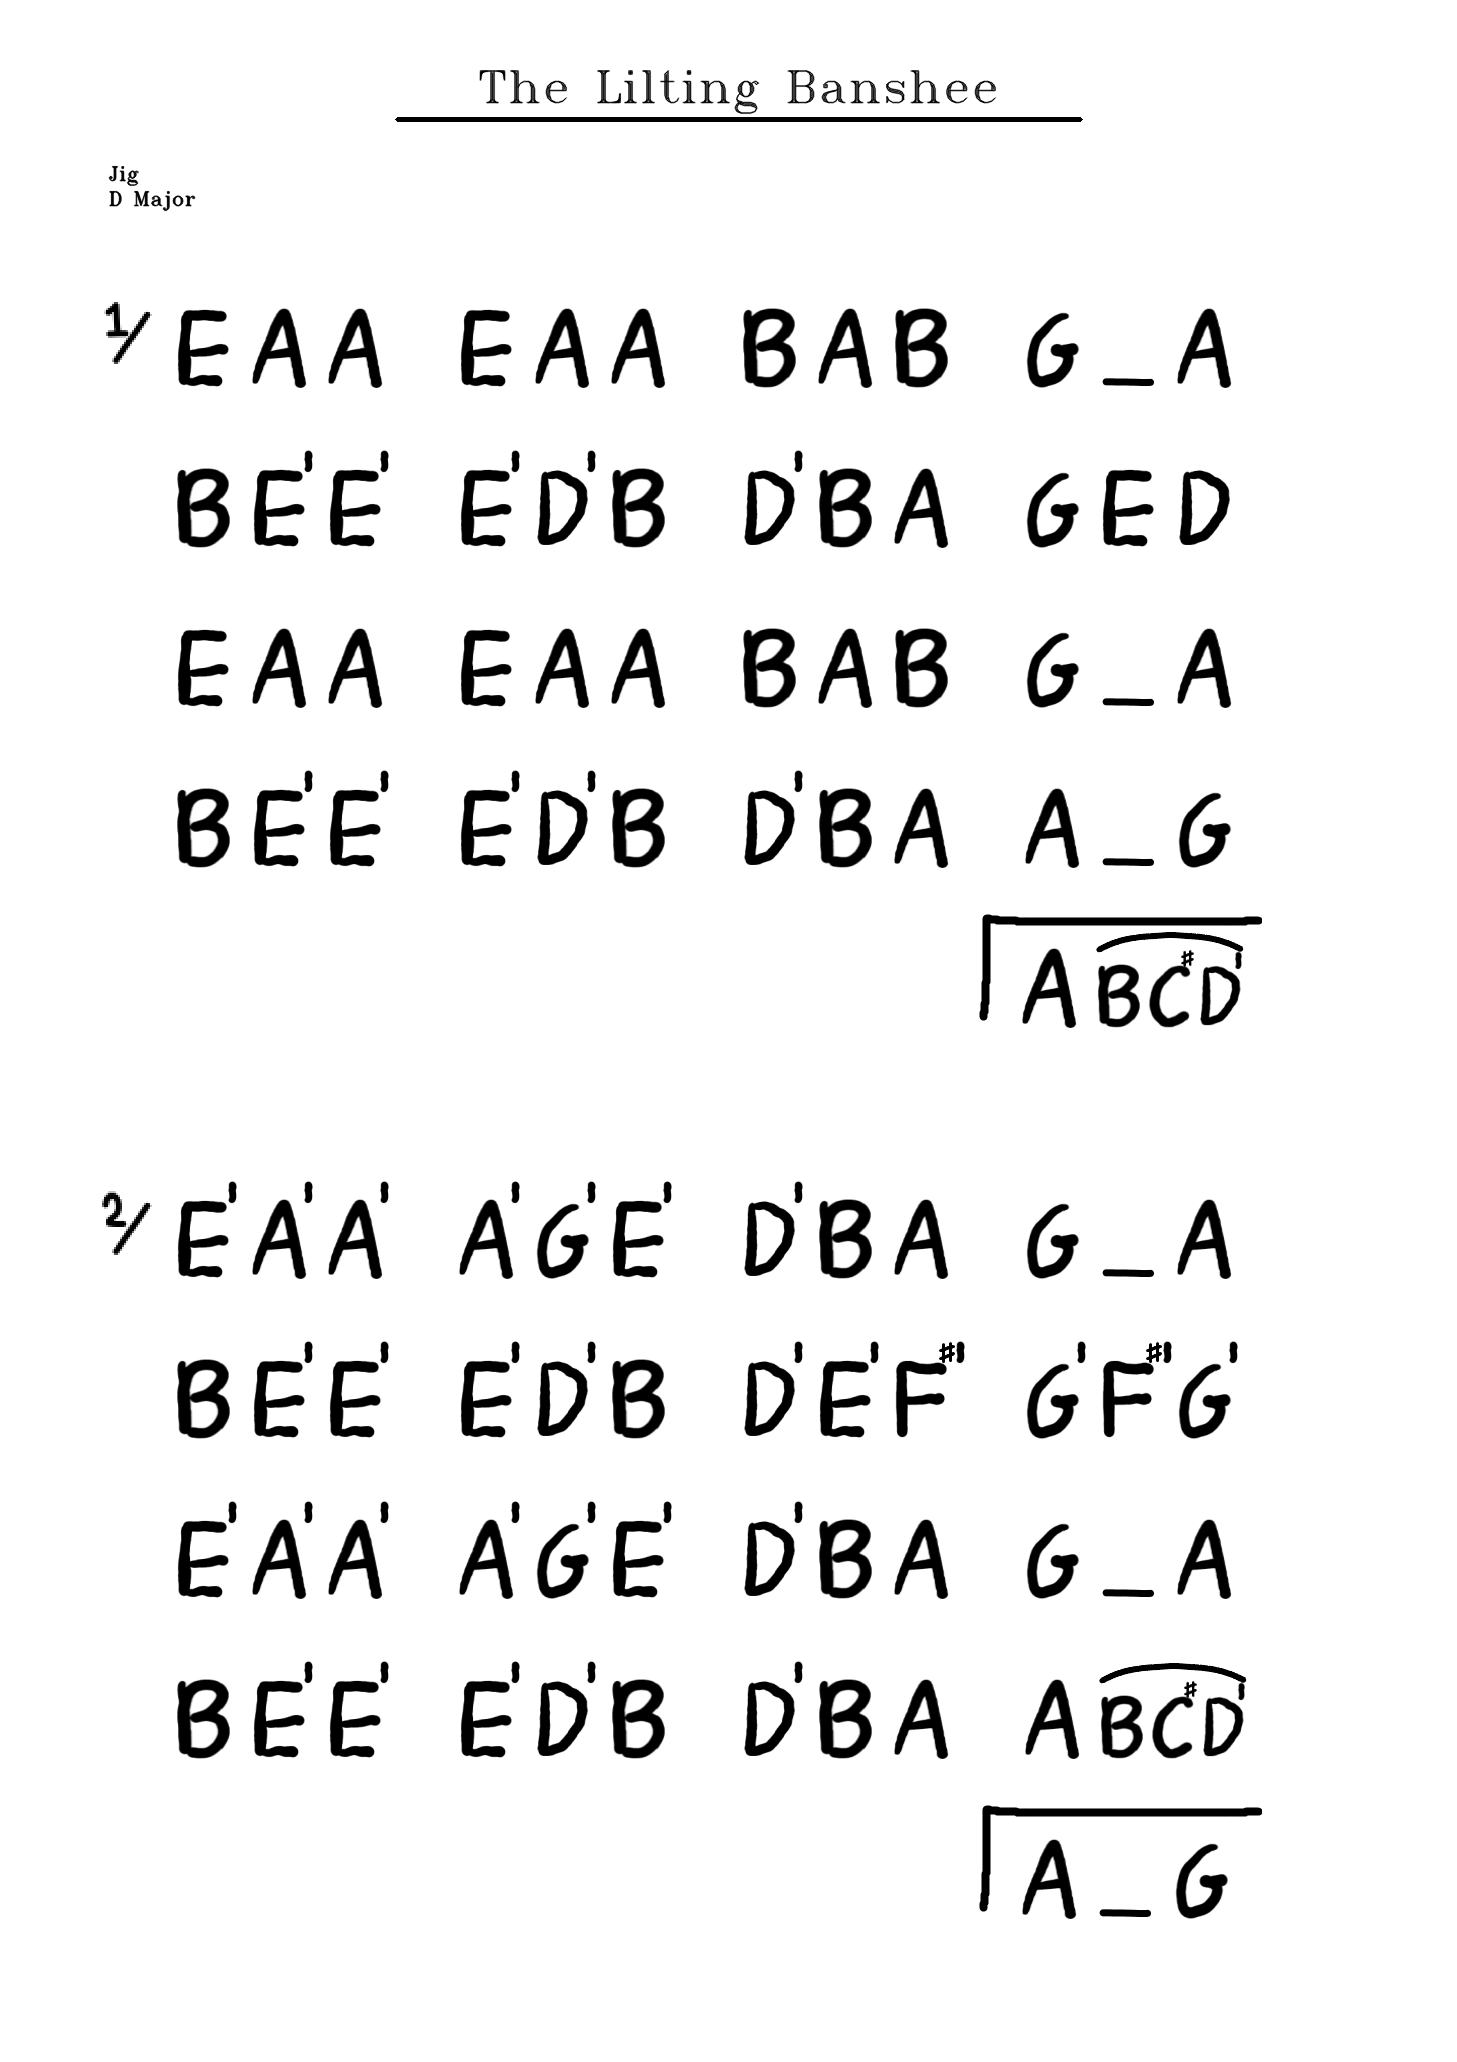 The Lilting Banshee
Jig
D Major
1/ EAA EAA BAB G_A
BE'E' E'D'B D'BA GED
EAA EAA BAB G_A
BE'E' E'D'B D'BA A_G
ABC#D'
2/ E'A'A' A'G'E' D'BA G_A
BE'E' E'D'B D'E'F#' G'F#'G'
E'A'A' A'G'E' D'BA G_A
BE'E' E'D'B D'BA ABC#D'
A_G